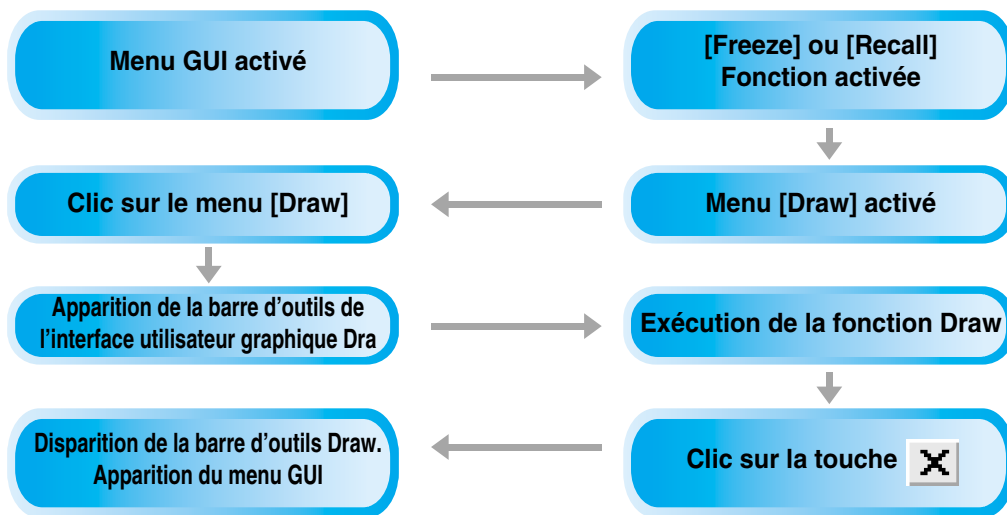 Menu GUI activé
[Freeze] ou [Recall]
Fonction activée
Menu [Draw] activé
Clic sur le menu [Draw]
Apparition de la barre d’outils de
l’interface utilisateur graphique Dra
Exécution de la fonction Draw
Clic sur la touche X
Disparition de la barre d’outils Draw.
Apparition du menu GUI